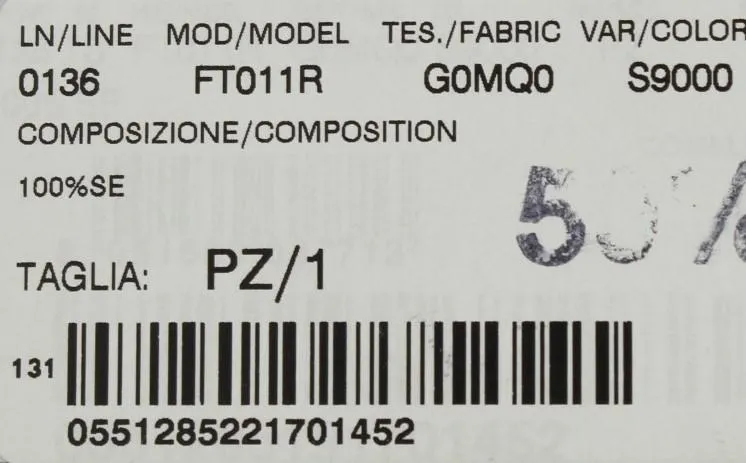 LN/LINE MOD/MODEL TES./FABRIC VAR/COLOR
0136 FT011R G0MQ0 S9000
COMPOSIZIONE/COMPOSITION
100%SE
50%
TAGLIA: PZ/1
131
0551285221701452